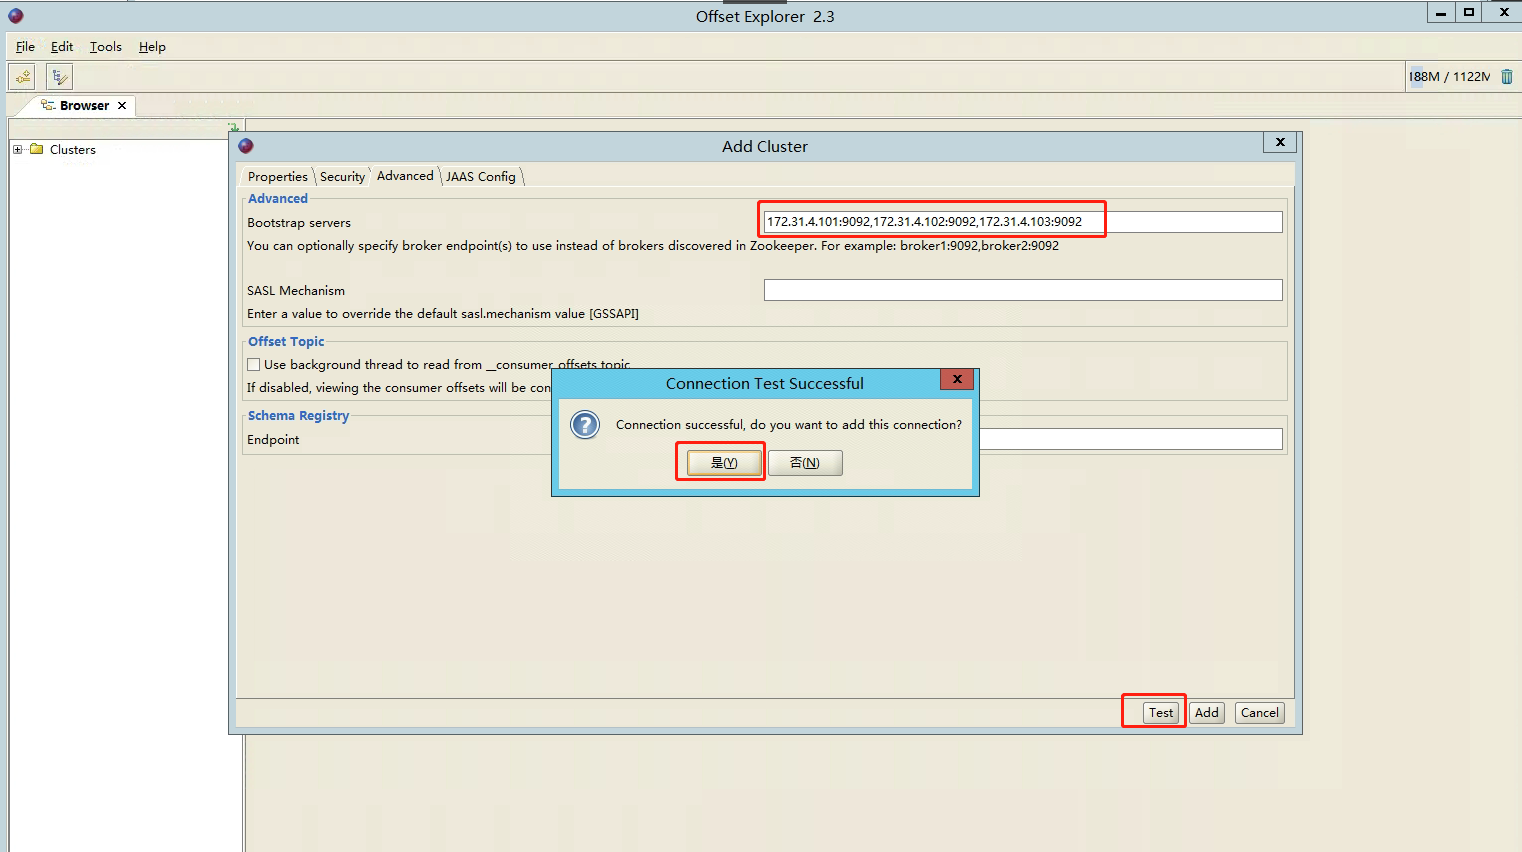 Offset Explorer 2.3
File Edit Tools Help
188M / 1122M
Browser
Clusters
Add Cluster
Properties Security Advanced JAAS Config
Advanced
Bootstrap servers 172.31.4.101:9092,172.31.4.102:9092,172.31.4.103:9092
You can optionally specify broker endpoint(s) to use instead of brokers discovered in Zookeeper. For example: broker1:9092,broker2:9092
SASL Mechanism
Enter a value to override the default sasl.mechanism value [GSSAPI]
Offset Topic
Use background thread to read from __consumer_offsets topic
If disabled, viewing the consumer offsets will be con
Connection Test Successful
Connection successful, do you want to add this connection?
是(Y) 否(N)
Schema Registry
Endpoint
Test Add Cancel